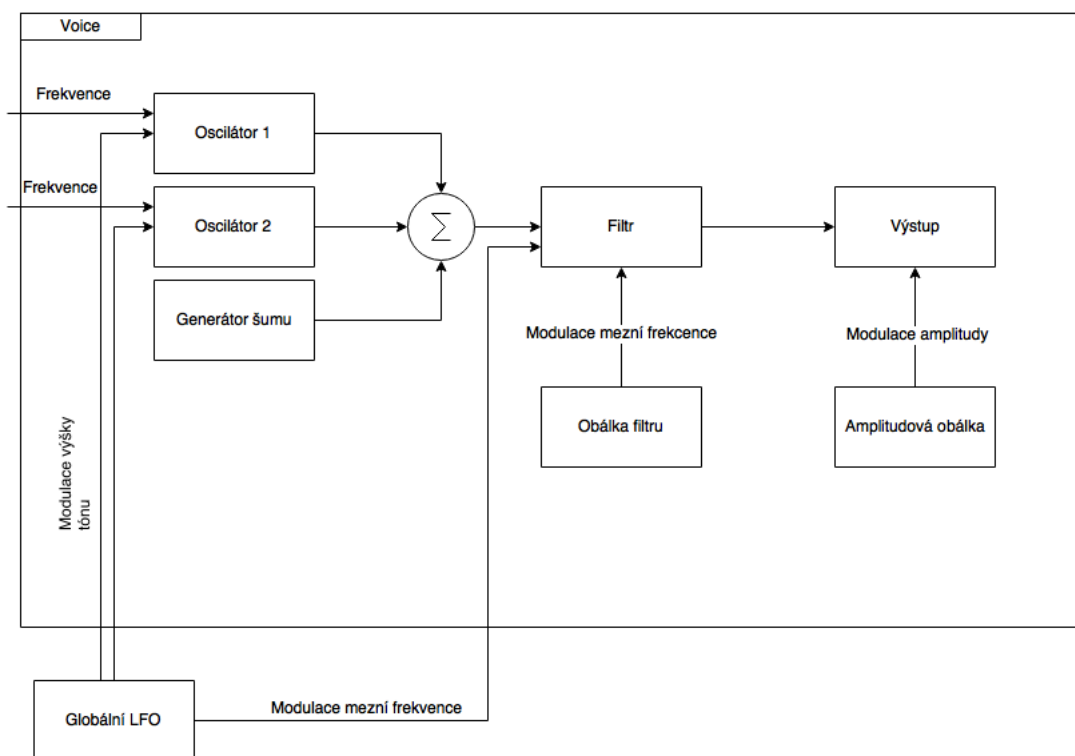 Voice
Frekvence
Oscilátor 1
Frekvence
Oscilátor 2
Σ
Filtr
Výstup
Generátor šumu
Modulace mezní frekcence
Modulace amplitudy
Obálka filtru
Amplitudová obálka
Modulace výšky
tónu
Globální LFO
Modulace mezní frekvence